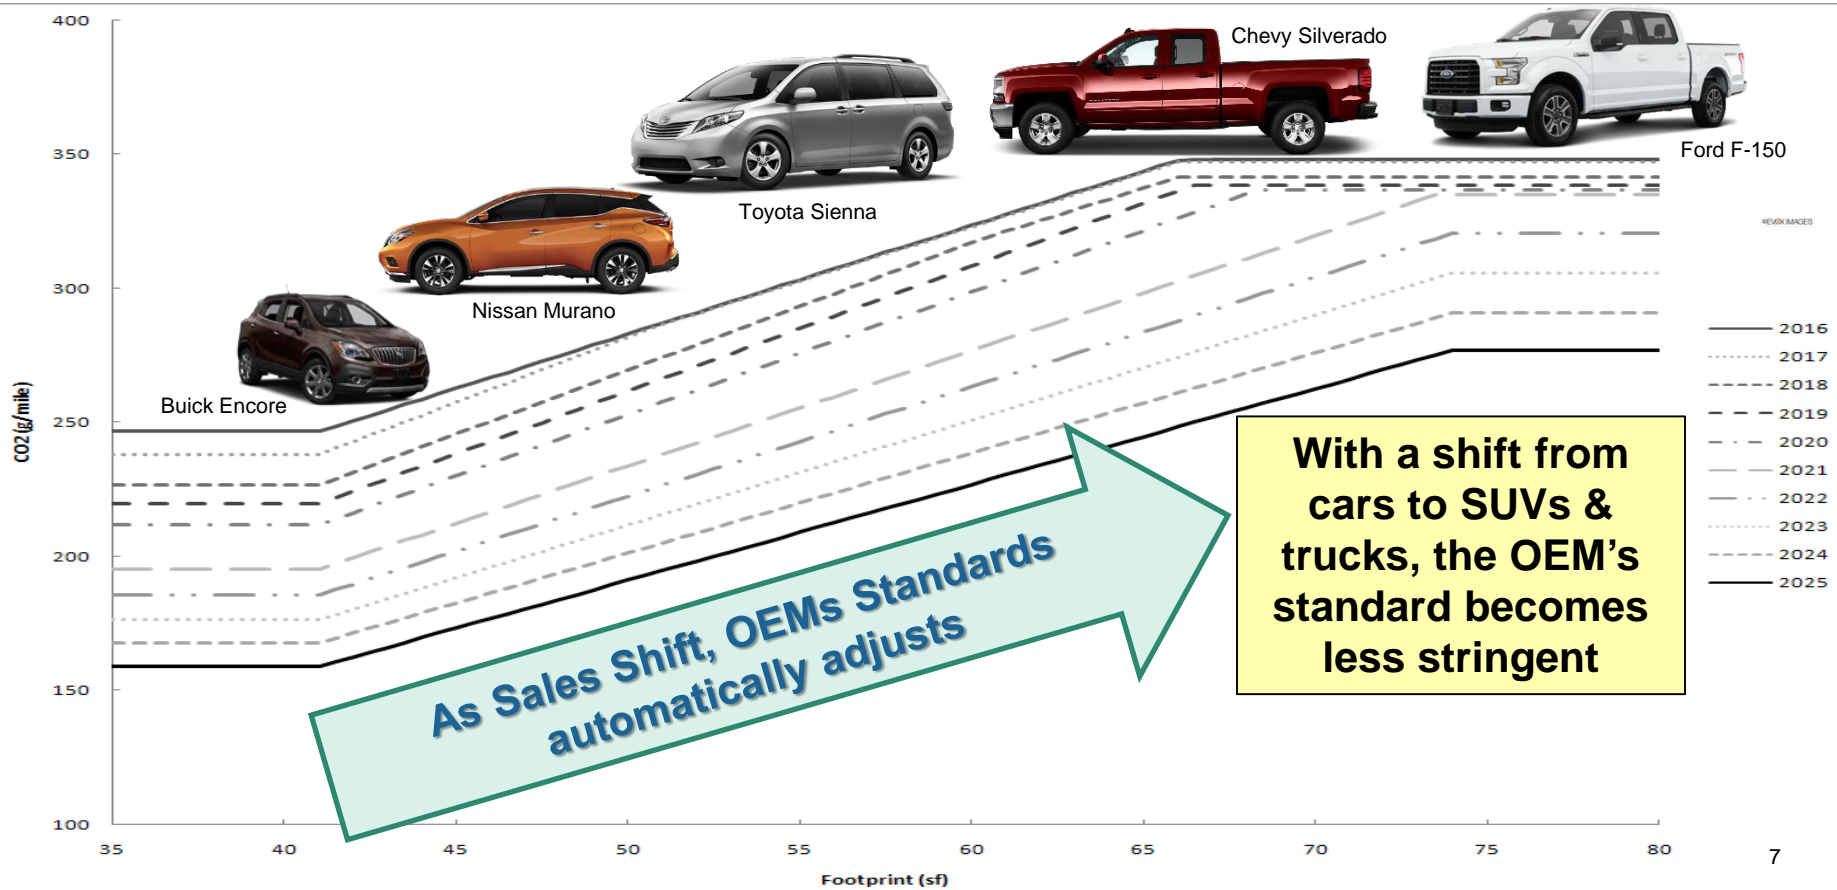 400
350
300
250
200
150
100
CO2(g/mile)
35
40
45
50
55
60
65
70
75
80
Footprint (sf)
Buick Encore
Nissan Murano
Toyota Sienna
Chevy Silverado
Ford F-150
©EVOX IMAGES
2016
2017
2018
2019
2020
2021
2022
2023
2024
2025
As Sales Shift, OEMs Standards
automatically adjusts
With a shift from
cars to SUVs &
trucks, the OEM’s
standard becomes
less stringent
7